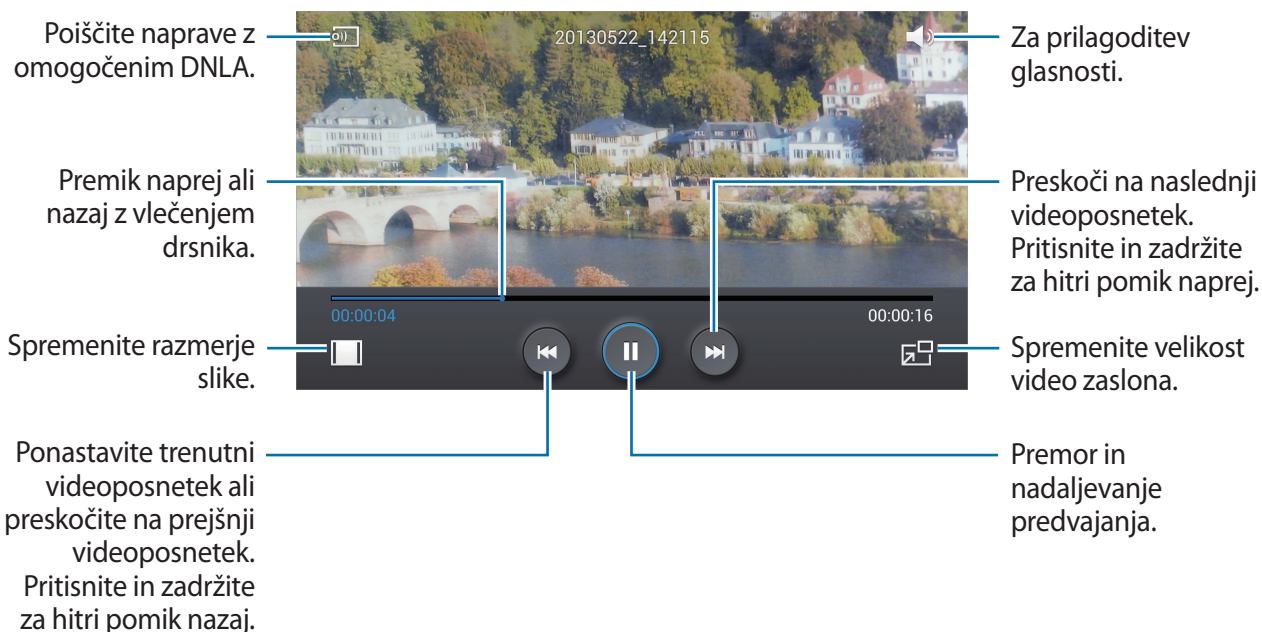 Poiščite naprave z
omogočenim DNLA.
20130522_142115
Za prilagoditev
glasnosti.
Premik naprej ali
nazaj z vlečenjem
drsnika.
Preskoči na naslednji
videoposnetek.
Pritisnite in zadržite
za hitri pomik naprej.
00:00:04
00:00:16
Spremenite razmerje
slike.
Spremenite velikost
video zaslona.
Ponastavite trenutni
videoposnetek ali
preskočite na prejšnji
videoposnetek.
Pritisnite in zadržite
za hitri pomik nazaj.
Premor in
nadaljevanje
predvajanja.